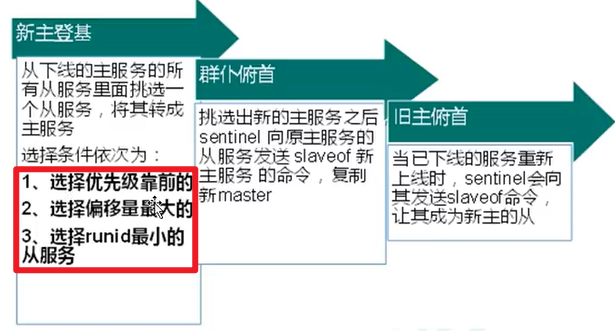 新主登基
从下线的主服务的所
有从服务里面挑选一
个从服务，将其转成
主服务
选择条件依次为：
1、选择优先级靠前的
2、选择偏移量最大的
3、选择runid最小的
从服务
群仆俯首
挑选出新的主服务之后
sentinel 向原主服务的
从服务发送 slaveof 新
主服务 的命令，复制
新master
旧主俯首
当已下线的服务重新
上线时，sentinel会向
其发送slaveof命令，
让其成为新主的从